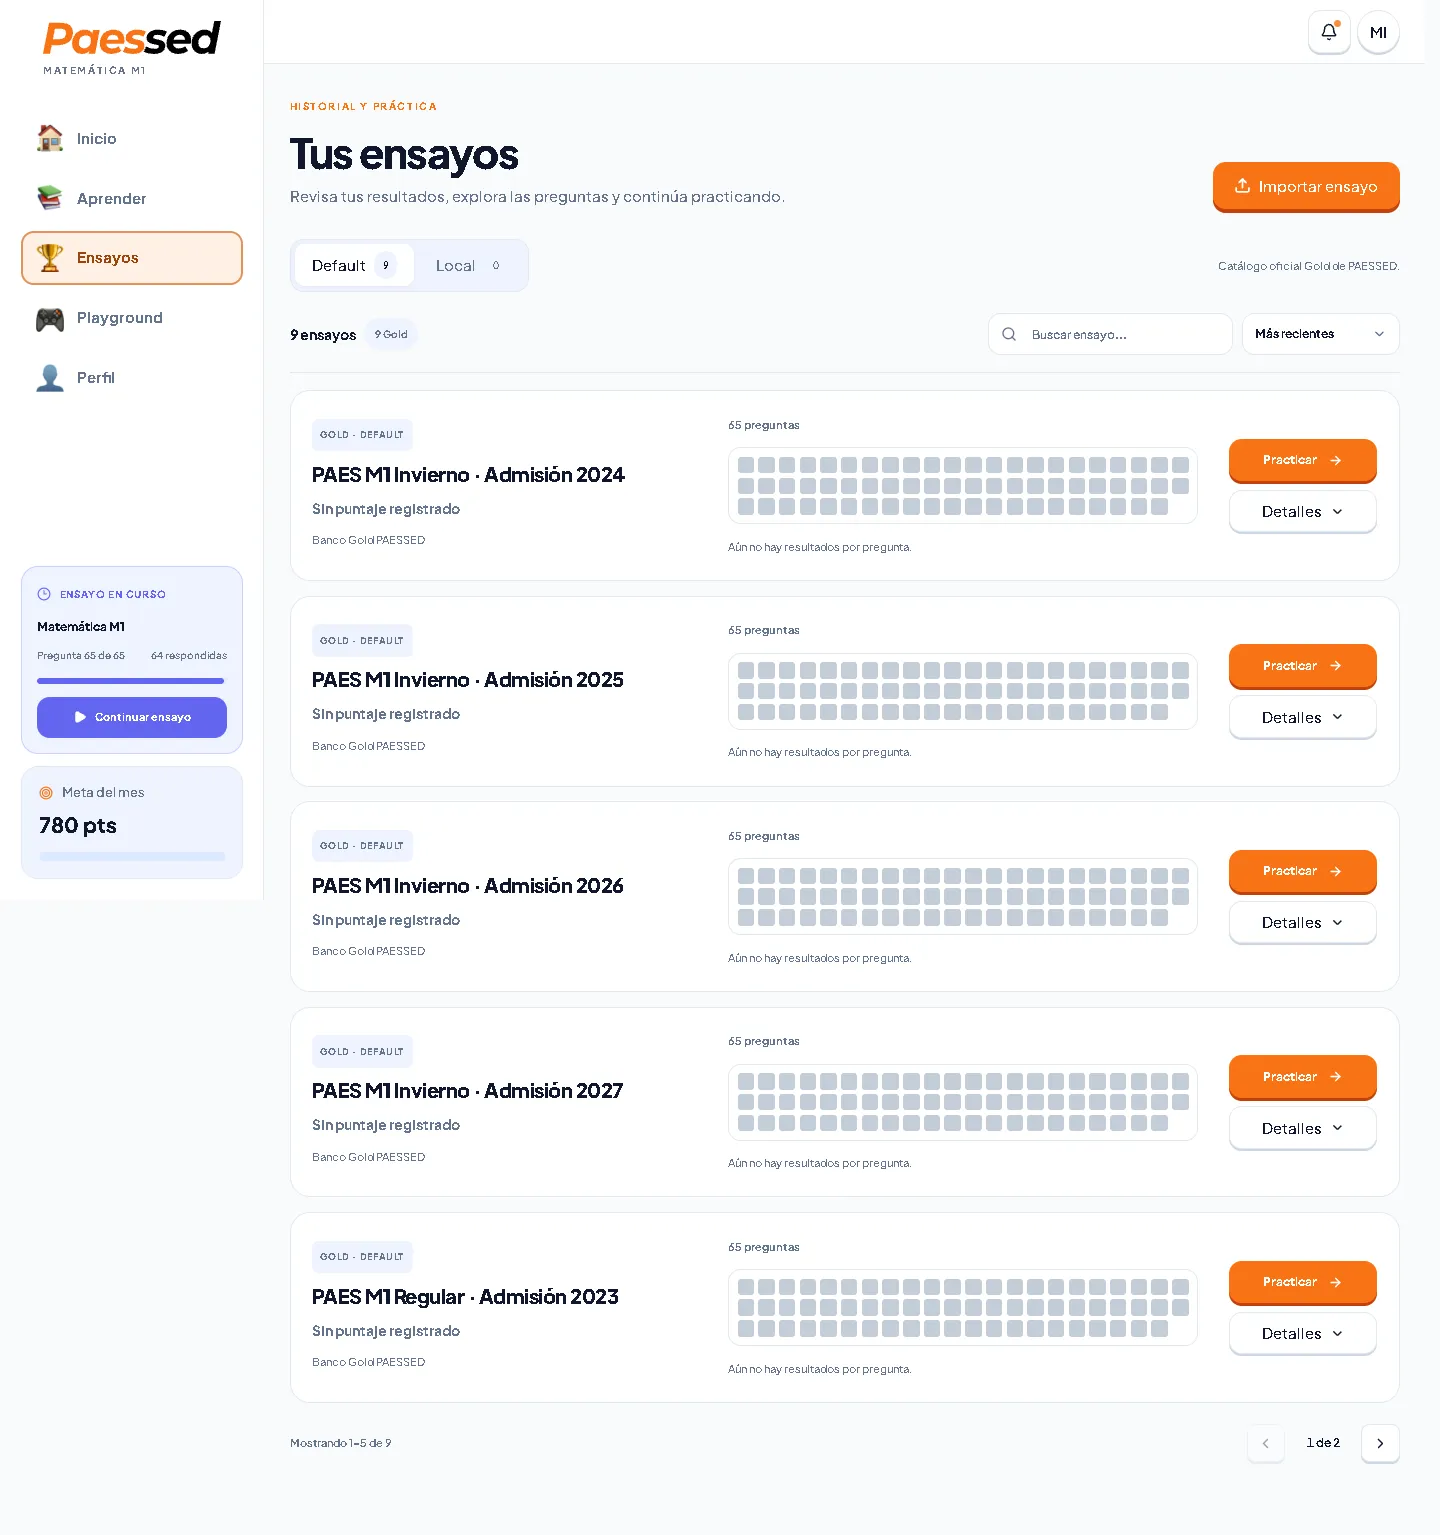 Paessed
MATEMÁTICA M1
Inicio
Aprender
Ensayos
Playground
Perfil
ENSAYO EN CURSO
Matemática M1
Pregunta 65 de 65 64 respondidas
Continuar ensayo
Meta del mes
780 pts
MI
HISTORIAL Y PRÁCTICA
Tus ensayos
Revisa tus resultados, explora las preguntas y continúa practicando.
Importar ensayo
Default 9 Local 0
Catálogo oficial Gold de PAESSED.
9 ensayos 9 Gold
Buscar ensayo...
Más recientes
GOLD · DEFAULT
PAES M1 Invierno · Admisión 2024
Sin puntaje registrado
Banco Gold PAESSED
65 preguntas
Aún no hay resultados por pregunta.
Practicar
Detalles
GOLD · DEFAULT
PAES M1 Invierno · Admisión 2025
Sin puntaje registrado
Banco Gold PAESSED
65 preguntas
Aún no hay resultados por pregunta.
Practicar
Detalles
GOLD · DEFAULT
PAES M1 Invierno · Admisión 2026
Sin puntaje registrado
Banco Gold PAESSED
65 preguntas
Aún no hay resultados por pregunta.
Practicar
Detalles
GOLD · DEFAULT
PAES M1 Invierno · Admisión 2027
Sin puntaje registrado
Banco Gold PAESSED
65 preguntas
Aún no hay resultados por pregunta.
Practicar
Detalles
GOLD · DEFAULT
PAES M1 Regular · Admisión 2023
Sin puntaje registrado
Banco Gold PAESSED
65 preguntas
Aún no hay resultados por pregunta.
Practicar
Detalles
Mostrando 1–5 de 9
1 de 2